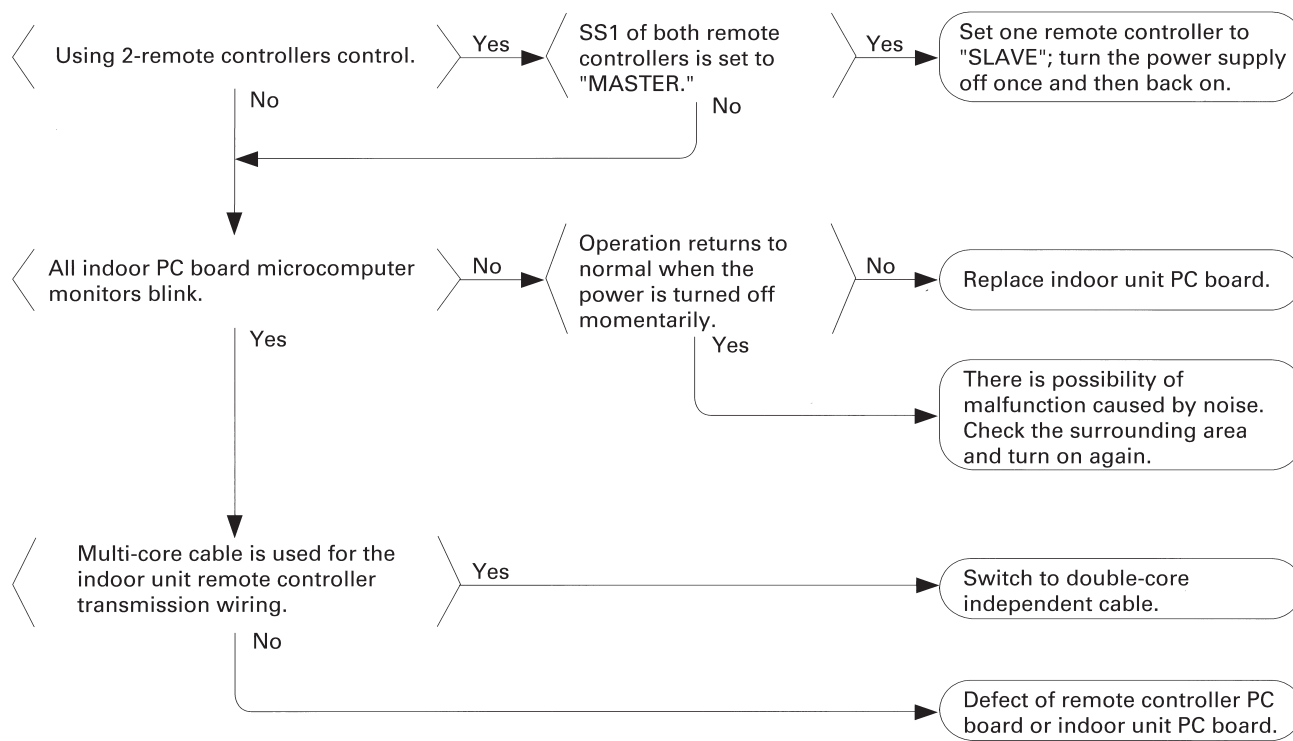 Using 2-remote controllers control.
Yes
SS1 of both remote
controllers is set to
"MASTER."
Yes
Set one remote controller to
"SLAVE"; turn the power supply
off once and then back on.
No
No
All indoor PC board microcomputer
monitors blink.
No
Operation returns to
normal when the
power is turned off
momentarily.
No
Replace indoor unit PC board.
Yes
Yes
There is possibility of
malfunction caused by noise.
Check the surrounding area
and turn on again.
Multi-core cable is used for the
indoor unit remote controller
transmission wiring.
Yes
Switch to double-core
independent cable.
No
Defect of remote controller PC
board or indoor unit PC board.